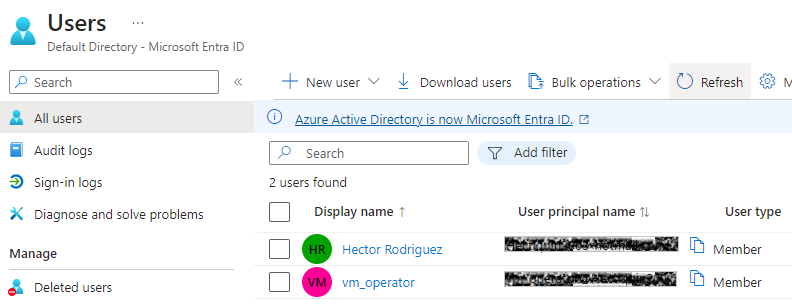 Users ...
Default Directory - Microsoft Entra ID
Search «
New user Download users Bulk operations Refresh M
All users
Audit logs
Sign-in logs
Diagnose and solve problems
Manage
Deleted users
Azure Active Directory is now Microsoft Entra ID.
Search Add filter
2 users found
Display name ↑ User principal name ↑↓ User type
HR Hector Rodriguez Member
VM vm_operator Member